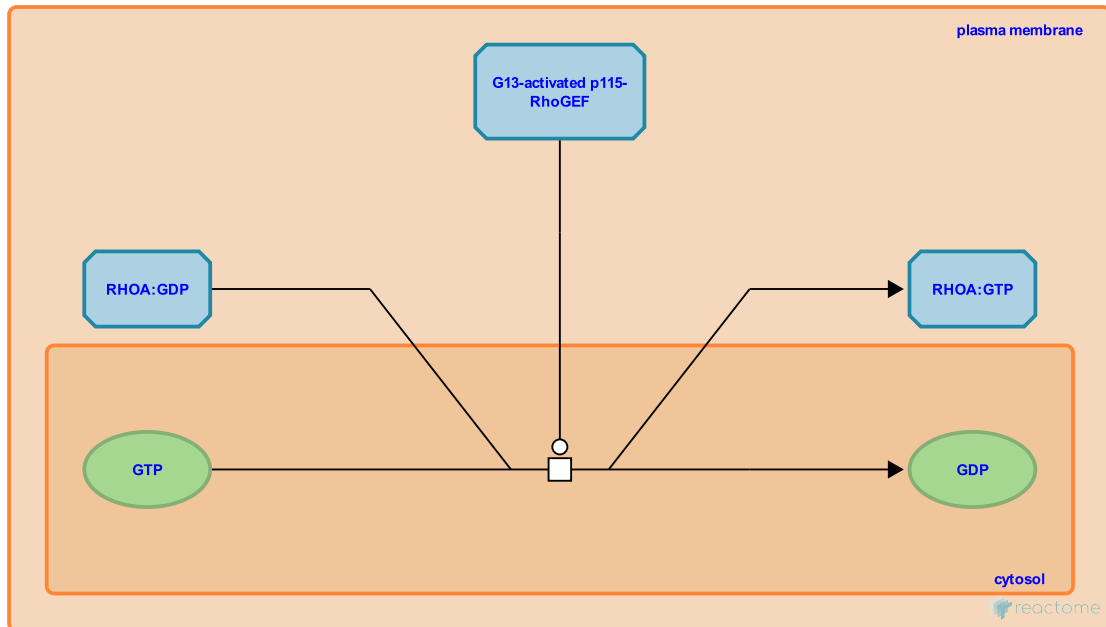 plasma membrane
G13-activated p115-
RhoGEF
RHOA:GDP
RHOA:GTP
GTP
GDP
cytosol
reactome